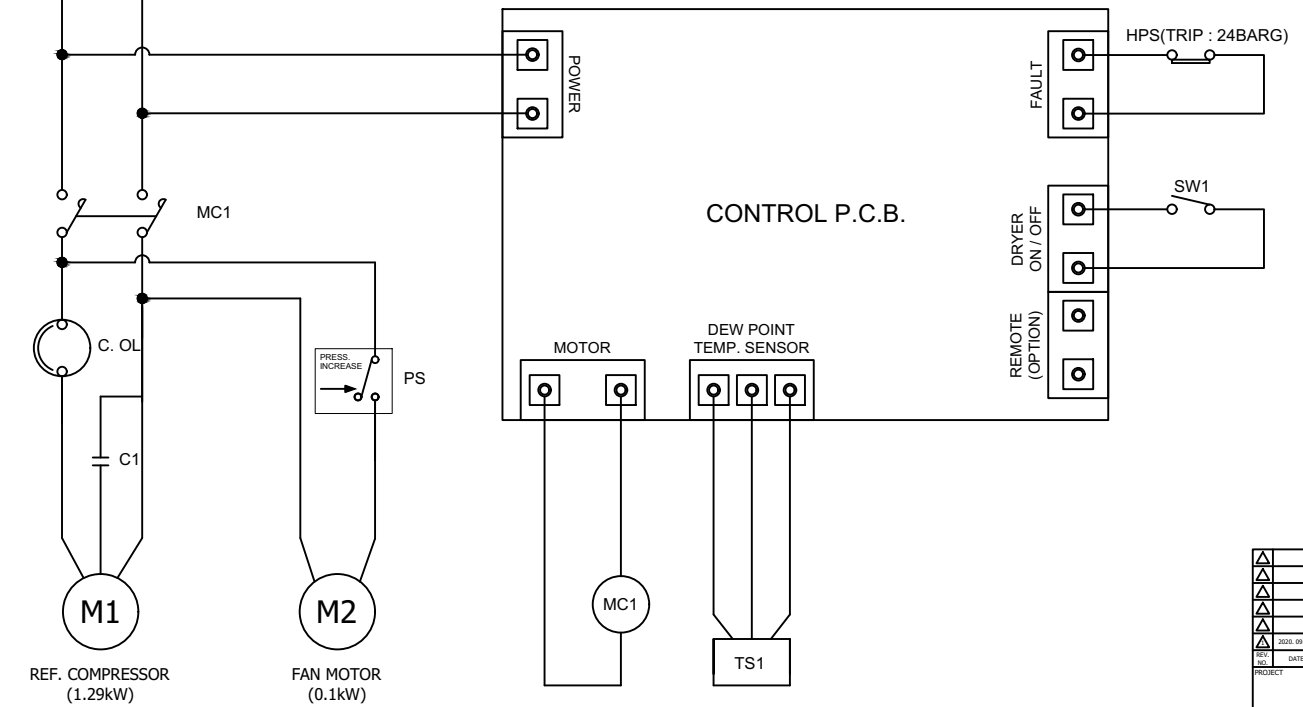 HPS(TRIP : 24BARG)
POWER
FAULT
MC1
CONTROL P.C.B.
SW1
DRYER
ON / OFF
REMOTE
(OPTION)
C. OL
PRESS.
INCREASE
PS
MOTOR
DEW POINT
TEMP. SENSOR
C1
M1
M2
MC1
TS1
REF. COMPRESSOR
(1.29kW)
FAN MOTOR
(0.1kW)
2020. 09
REV.
NO.
DATE
PROJECT